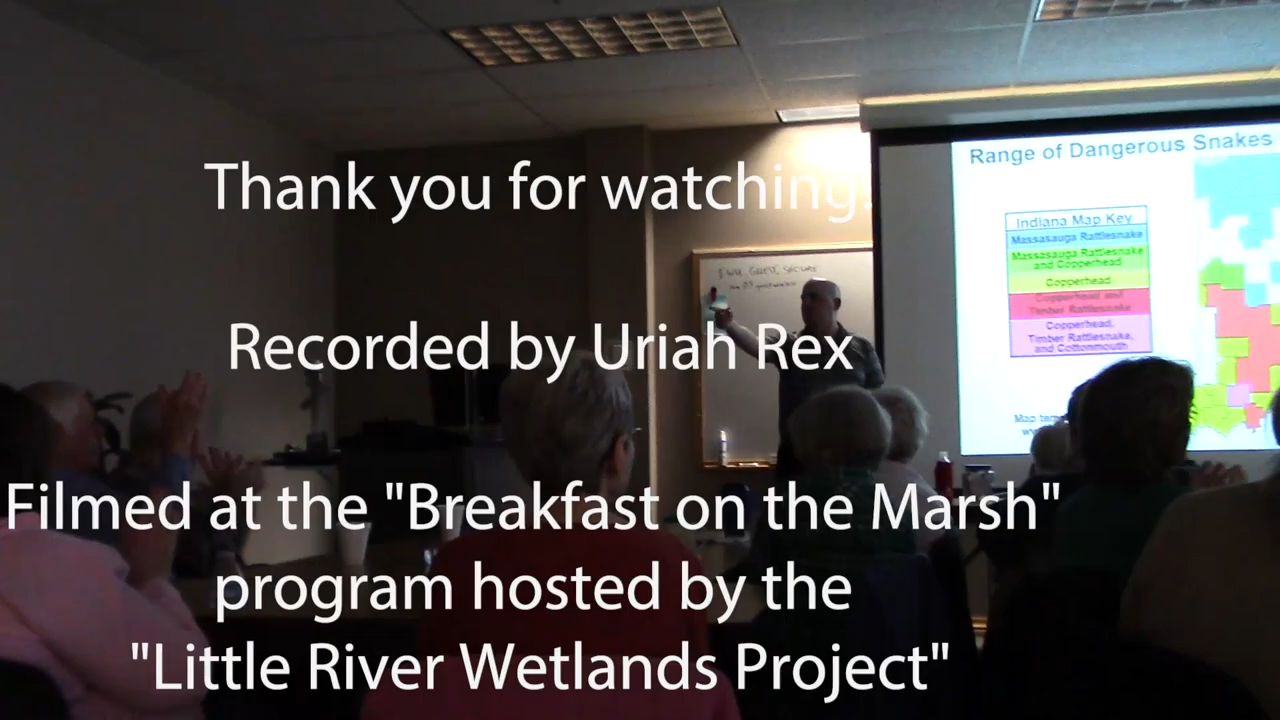 Thank you for watching!
Recorded by Uriah Rex
Filmed at the "Breakfast on the Marsh"
program hosted by the
"Little River Wetlands Project"
Range of Dangerous Snakes
Indiana Map Key
Massasauga Rattlesnake
Massasauga Rattlesnake
and Copperhead
Copperhead
Copperhead and
Timber Rattlesnake
Copperhead,
Timber Rattlesnake,
and Cottonmouth
Map